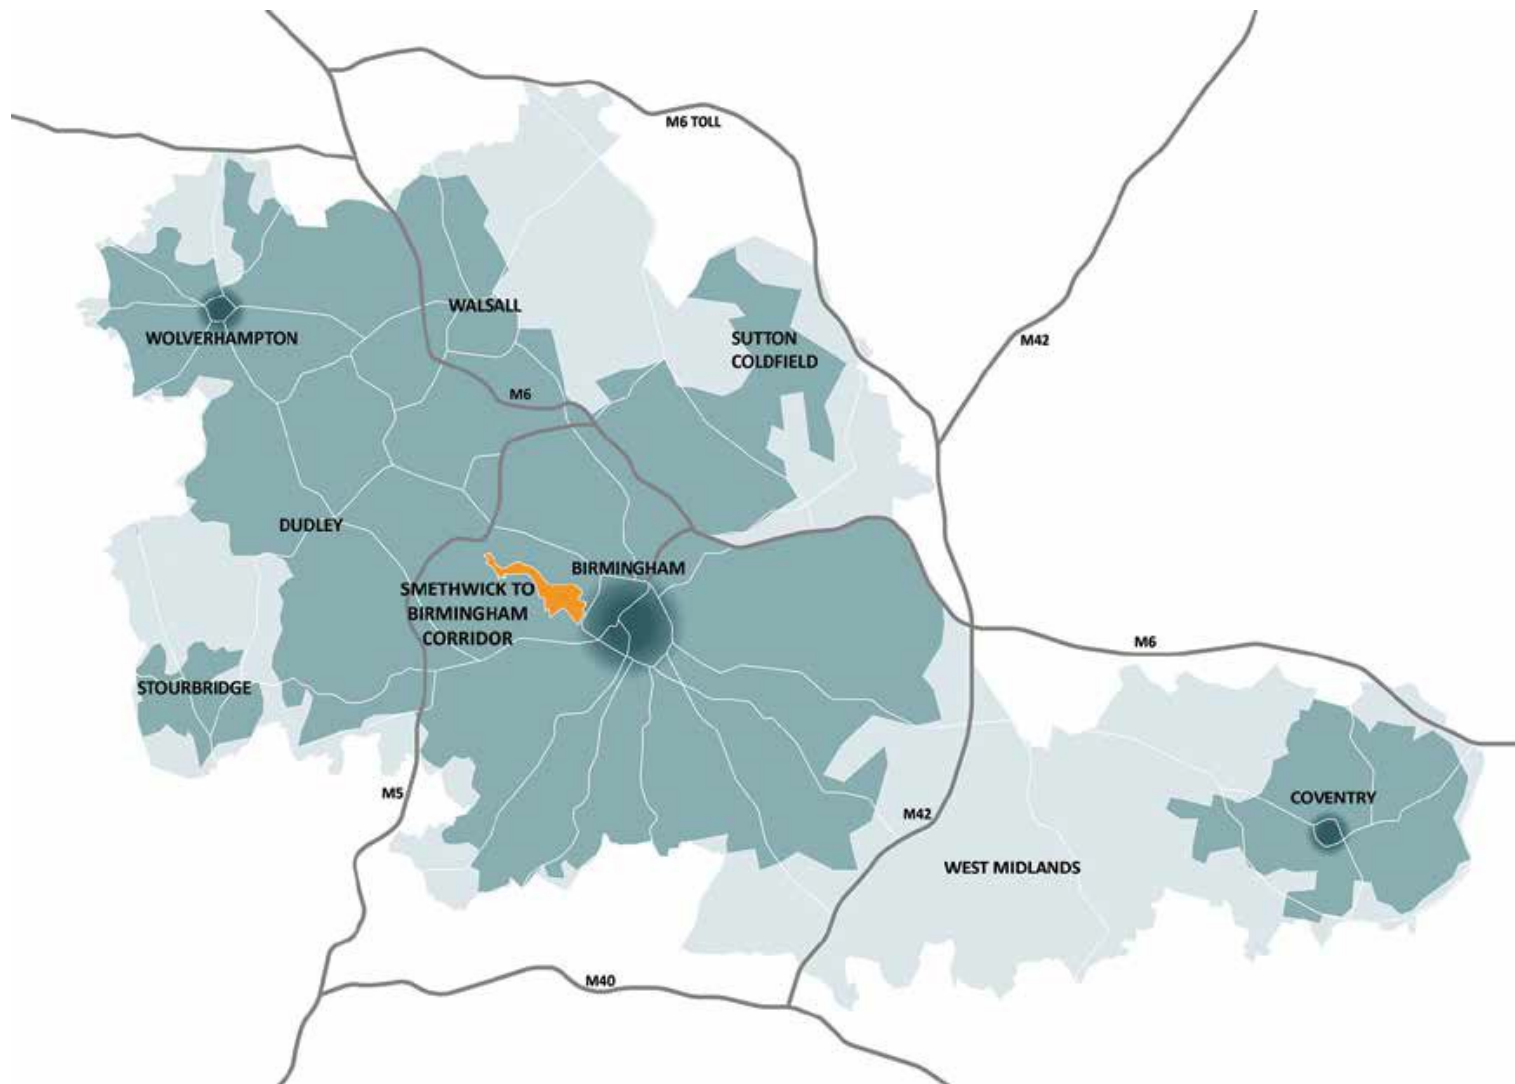 M6 TOLL
WALSALL
WOLVERHAMPTON
SUTTON
COLDFIELD
M42
M6
DUDLEY
BIRMINGHAM
SMETHWICK TO
BIRMINGHAM
CORRIDOR
M6
STOURBRIDGE
M5
COVENTRY
M42
WEST MIDLANDS
M40